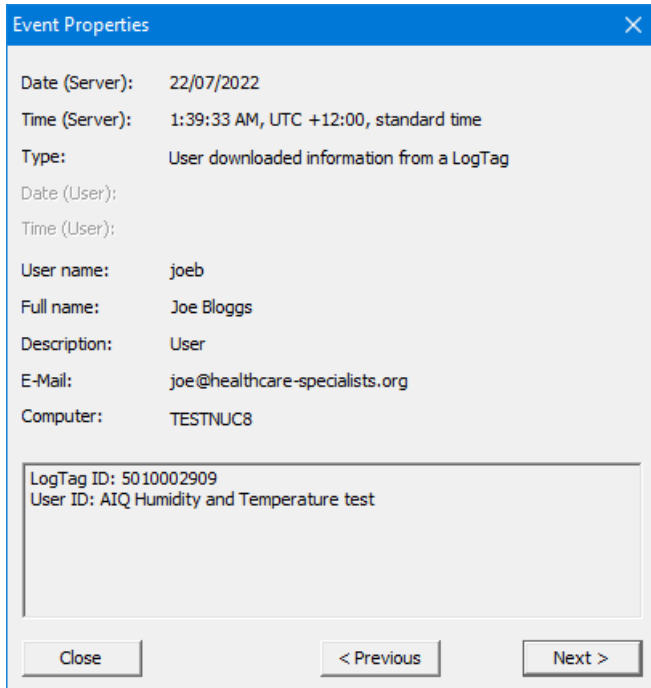 Event Properties
Date (Server): 22/07/2022
Time (Server): 1:39:33 AM, UTC +12:00, standard time
Type: User downloaded information from a LogTag
Date (User):
Time (User):
User name: joeb
Full name: Joe Bloggs
Description: User
E-Mail: joe@healthcare-specialists.org
Computer: TESTNUC8
LogTag ID: 5010002909
User ID: AIQ Humidity and Temperature test
Close < Previous Next >